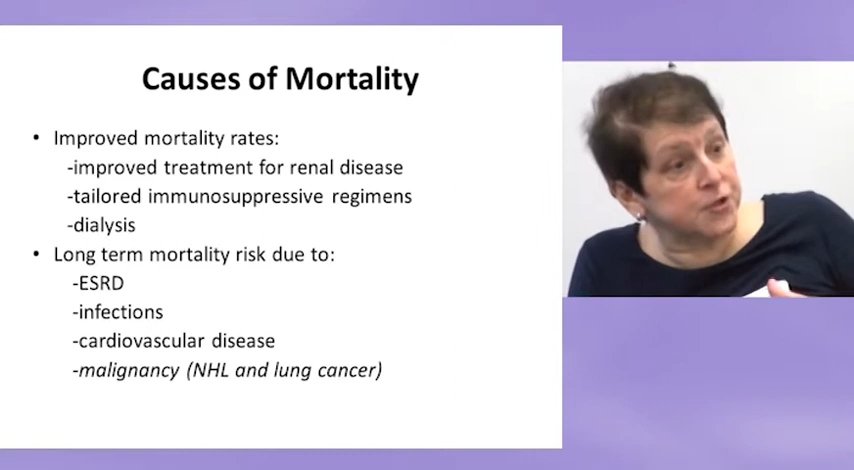 Causes of Mortality
• Improved mortality rates:
-improved treatment for renal disease
-tailored immunosuppressive regimens
-dialysis
• Long term mortality risk due to:
-ESRD
-infections
-cardiovascular disease
-malignancy (NHL and lung cancer)